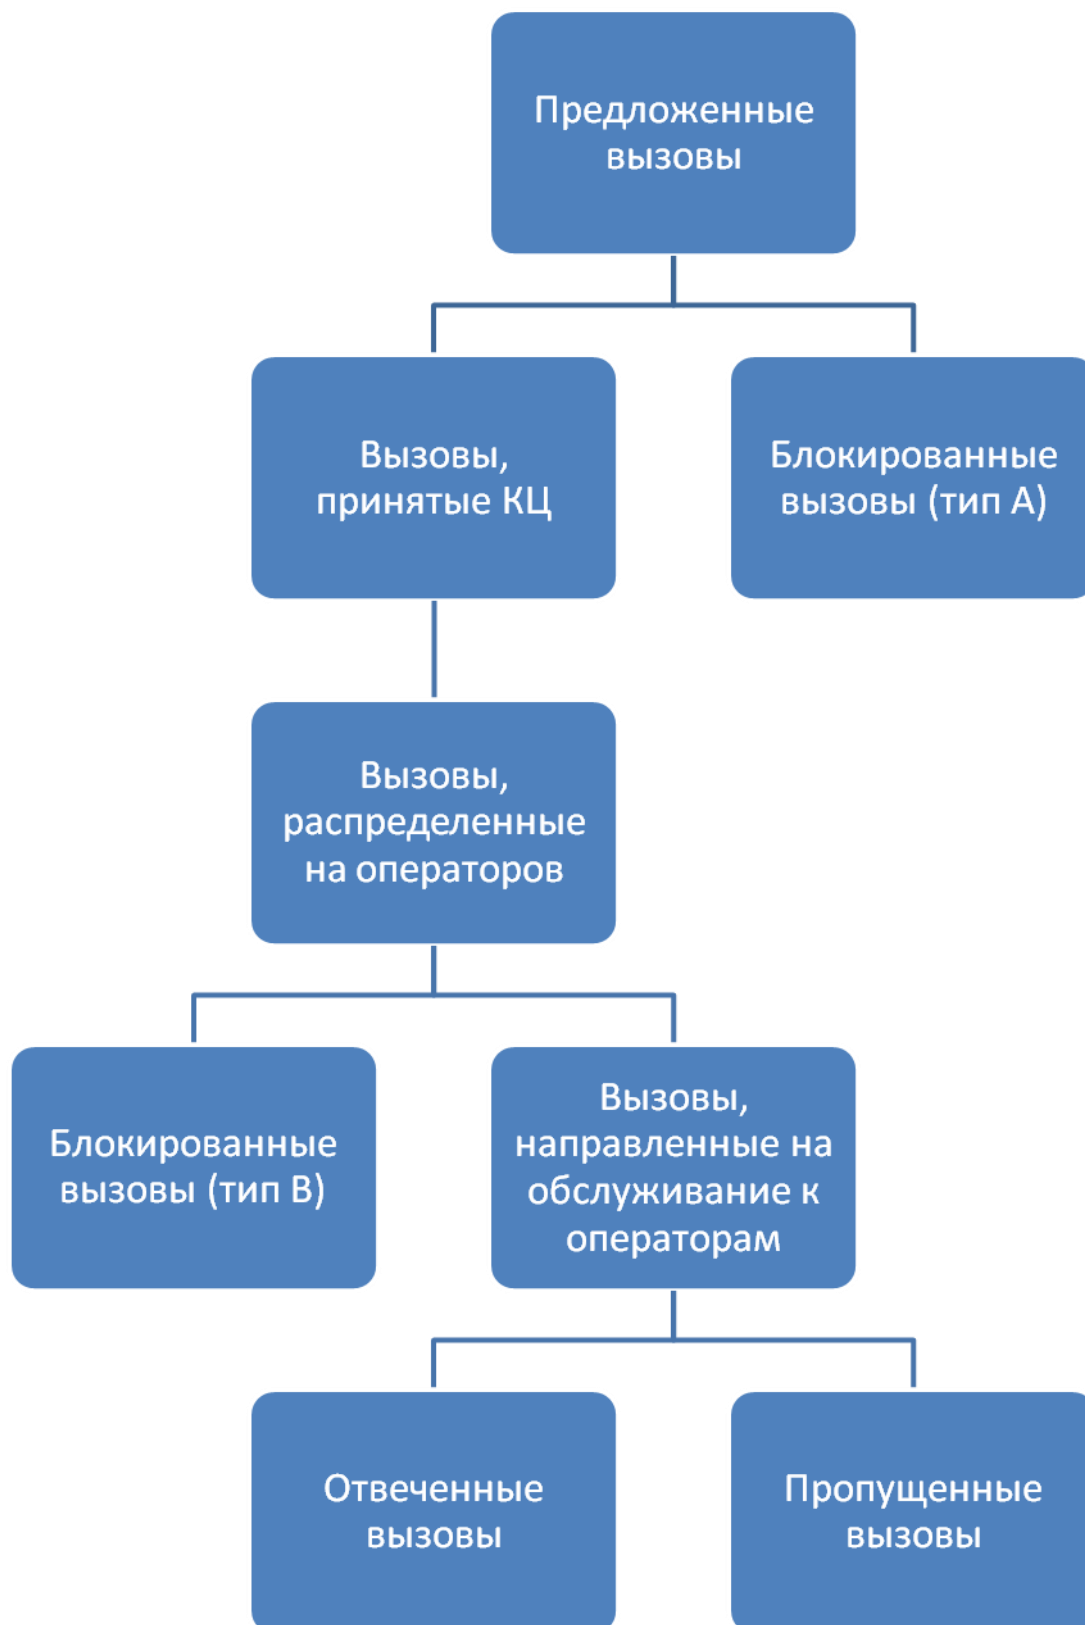 Предложенные
вызовы
Вызовы,
принятые КЦ
Блокированные
вызовы (тип А)
Вызовы,
распределенные
на операторов
Блокированные
вызовы (тип В)
Вызовы,
направленные на
обслуживание к
операторам
Отвеченные
вызовы
Пропущенные
вызовы